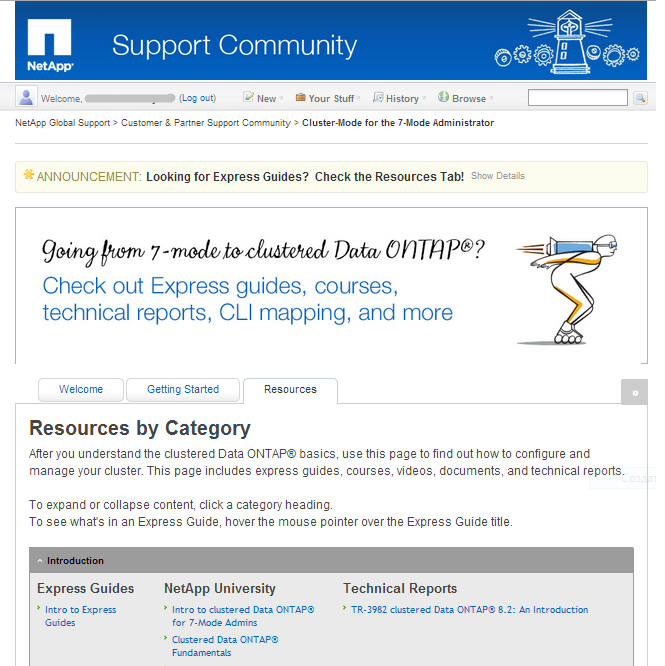 NetApp®
Support Community
Welcome, (Log out) New Your Stuff History Browse
NetApp Global Support > Customer & Partner Support Community > Cluster-Mode for the 7-Mode Administrator
ANNOUNCEMENT: Looking for Express Guides? Check the Resources Tab! Show Details
Going from 7-mode to clustered Data ONTAP®?
Check out Express guides, courses,
technical reports, CLI mapping, and more
Welcome Getting Started Resources
Resources by Category
After you understand the clustered Data ONTAP® basics, use this page to find out how to configure and
manage your cluster. This page includes express guides, courses, videos, documents, and technical reports.
To expand or collapse content, click a category heading.
To see what's in an Express Guide, hover the mouse pointer over the Express Guide title.
Introduction
Express Guides
Intro to Express
Guides
NetApp University
Intro to clustered Data ONTAP®
for 7-Mode Admins
Clustered Data ONTAP®
Fundamentals
Technical Reports
TR-3982 clustered Data ONTAP® 8.2: An Introduction